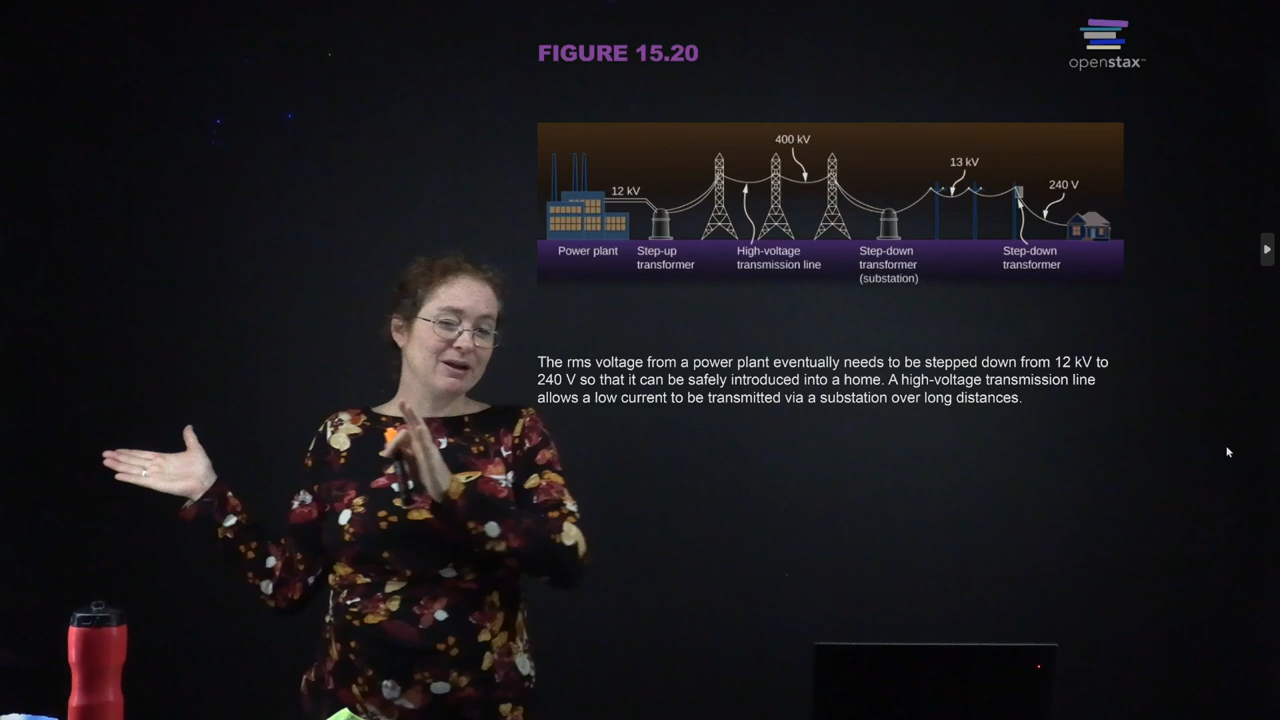 FIGURE 15.20
openstax™
400 kV
13 kV
240 V
12 kV
Power plant
Step-up
transformer
High-voltage
transmission line
Step-down
transformer
(substation)
Step-down
transformer
The rms voltage from a power plant eventually needs to be stepped down from 12 kV to
240 V so that it can be safely introduced into a home. A high-voltage transmission line
allows a low current to be transmitted via a substation over long distances.